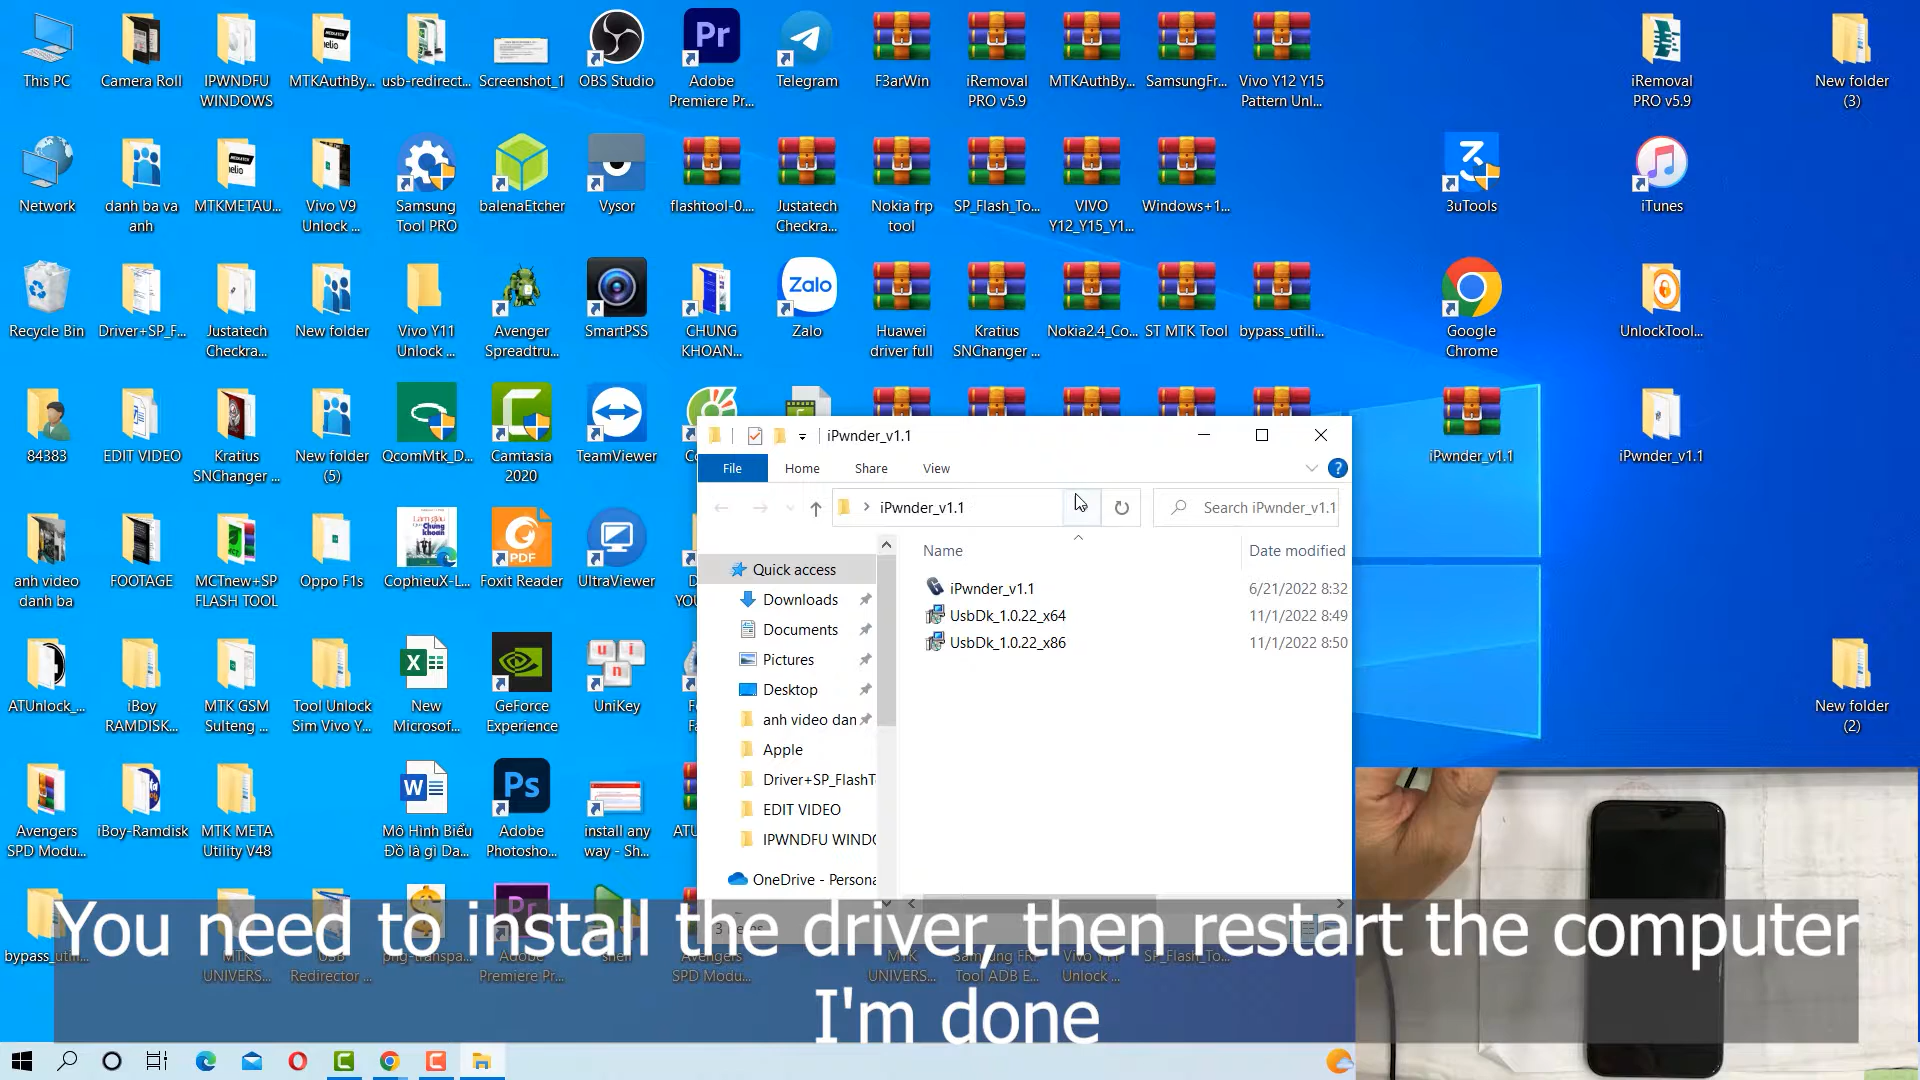 This PC
Camera Roll
IPWNDFU WINDOWS
MTKAuthBy...
usb-redirect...
Screenshot_1
OBS Studio
Adobe Premiere Pr...
Telegram
F3arWin
iRemoval PRO v5.9
MTKAuthBy...
SamsungFr...
Vivo Y12 Y15 Pattern Unl...
iRemoval PRO v5.9
New folder (3)
Network
danh ba va anh
MTKMETAU...
Vivo V9 Unlock ...
Samsung Tool PRO
balenaEtcher
Vysor
flashtool-0....
Justatech Checkra...
Nokia frp tool
SP_Flash_To...
VIVO Y12_Y15_Y1...
Windows+1...
3uTools
iTunes
Recycle Bin
Driver+SP_F...
Justatech Checkra...
New folder
Vivo Y11 Unlock ...
Avenger Spreadtru...
SmartPSS
CHUNG KHOAN...
Zalo
Huawei driver full
Kratius SNChanger ...
Nokia2.4_Co...
ST MTK Tool
bypass_utili...
Google Chrome
UnlockTool...
84383
EDIT VIDEO
Kratius SNChanger ...
New folder (5)
QcomMtk_D...
Camtasia 2020
TeamViewer
iPwnder_v1.1
iPwnder_v1.1
iPwnder_v1.1
File
Home
Share
View
iPwnder_v1.1
Search iPwnder_v1.1
Name
Date modified
Quick access
Downloads
Documents
Pictures
Desktop
anh video dan
Apple
Driver+SP_FlashT
EDIT VIDEO
IPWNDFU WINDO
OneDrive - Persona
iPwnder_v1.1
6/21/2022 8:32
UsbDk_1.0.22_x64
11/1/2022 8:49
UsbDk_1.0.22_x86
11/1/2022 8:50
3 items
anh video danh ba
FOOTAGE
MCTnew+SP FLASH TOOL
Oppo F1s
CophieuX-L...
Foxit Reader
UltraViewer
ATUnlock_...
iBoy RAMDISK...
MTK GSM Sulteng ...
Tool Unlock Sim Vivo Y...
New Microsof...
GeForce Experience
UniKey
New folder (2)
Avengers SPD Modu...
iBoy-Ramdisk
MTK META Utility V48
Mô Hình Biểu Đồ là gì Da...
Adobe Photosho...
install any way - Sh...
bypass_utili...
MTK UNIVERS...
USB Redirector ...
png-transpa...
Adobe Premiere Pr...
shell
Avengers SPD Modu...
MTK UNIVERS...
Samsung FRP Tool ADB E...
Vivo Y11 Unlock ...
SP_Flash_To...
You need to install the driver, then restart the computer
I'm done